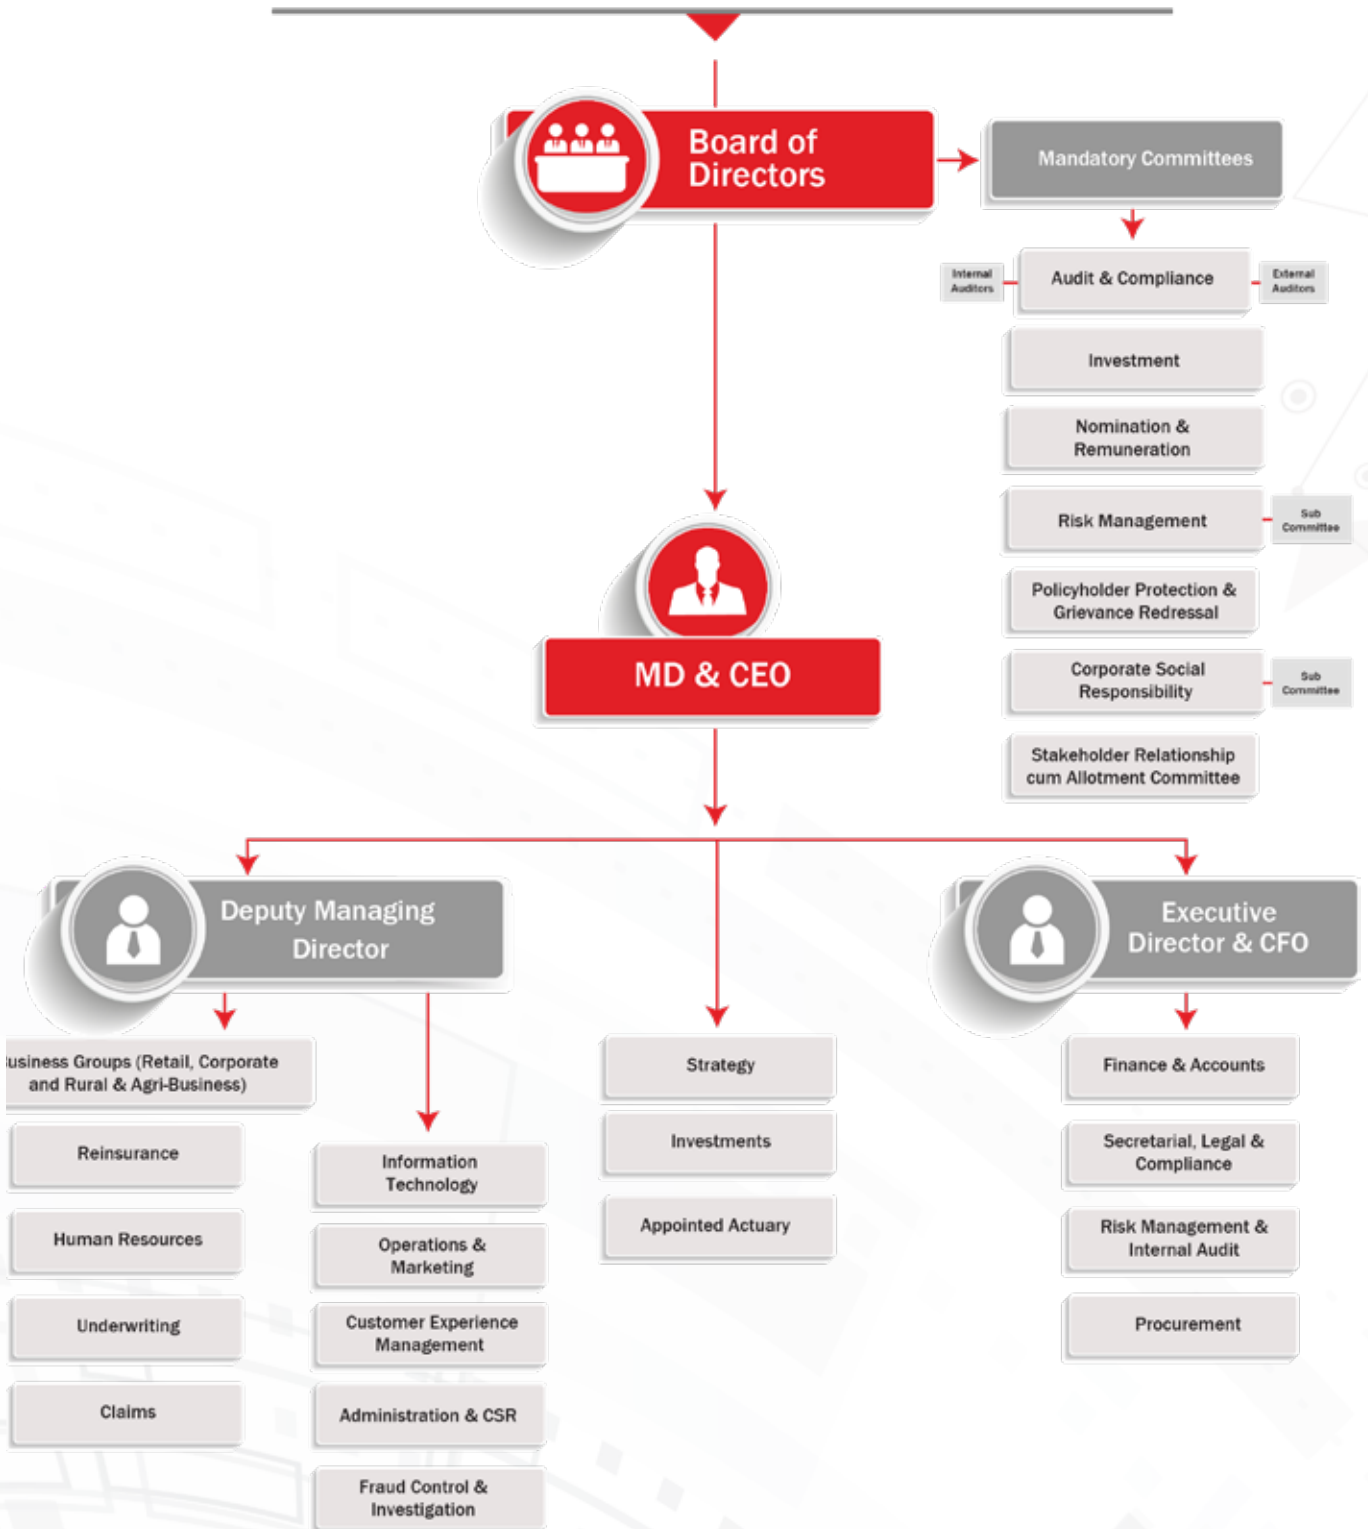 Board of
Directors
Mandatory Committees
Internal
Auditors
Audit & Compliance
External
Auditors
Investment
Nomination &
Remuneration
Risk Management
Sub
Committee
Policyholder Protection &
Grievance Redressal
MD & CEO
Corporate Social
Responsibility
Sub
Committee
Stakeholder Relationship
cum Allotment Committee
Deputy Managing
Director
Executive
Director & CFO
usiness Groups (Retail, Corporate
and Rural & Agri-Business)
Reinsurance
Human Resources
Underwriting
Claims
Information
Technology
Operations &
Marketing
Customer Experience
Management
Administration & CSR
Fraud Control &
Investigation
Strategy
Investments
Appointed Actuary
Finance & Accounts
Secretarial, Legal &
Compliance
Risk Management &
Internal Audit
Procurement